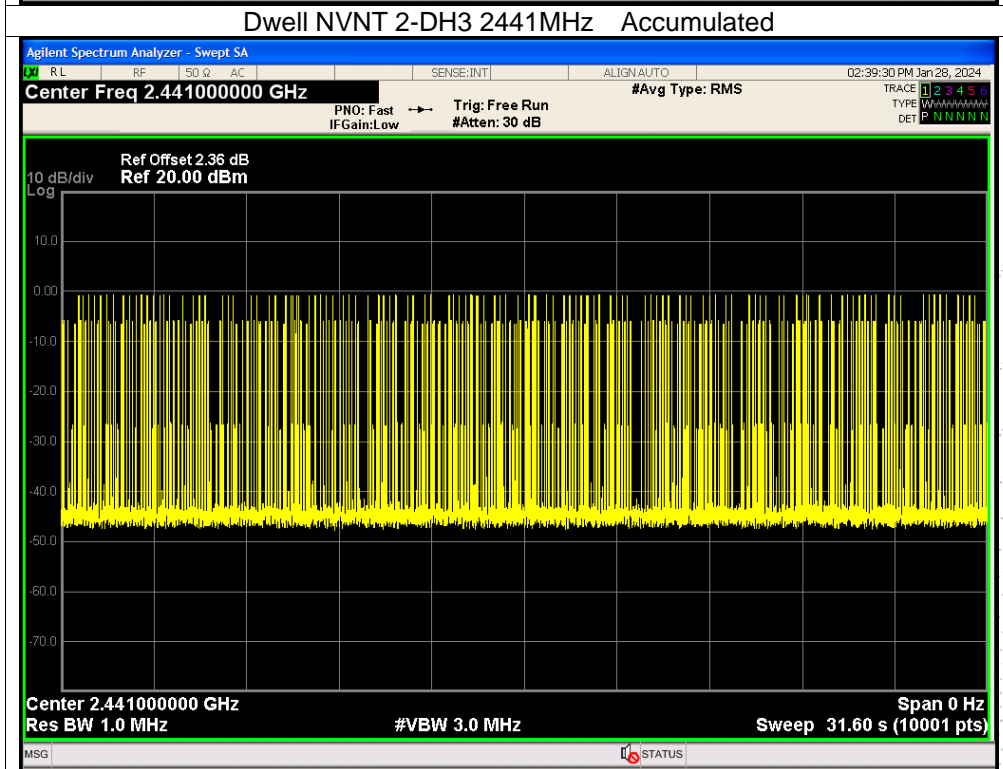 Dwell NVNT 2-DH3 2441MHz Accumulated
Agilent Spectrum Analyzer - Swept SA
LXI RL RF 50 Ω AC SENSE:INT ALIGN AUTO 02:39:30 PM Jan 28, 2024
Center Freq 2.441000000 GHz #Avg Type: RMS TRACE 1 2 3 4 5 6
PNO: Fast Trig: Free Run TYPE WWWWWW
IFGain:Low #Atten: 30 dB DET P N N N N N
Ref Offset 2.36 dB
10 dB/div Ref 20.00 dBm
Log
10.0
0.00
-10.0
-20.0
-30.0
-40.0
-50.0
-60.0
-70.0
Center 2.441000000 GHz Span 0 Hz
Res BW 1.0 MHz #VBW 3.0 MHz Sweep 31.60 s (10001 pts)
MSG STATUS